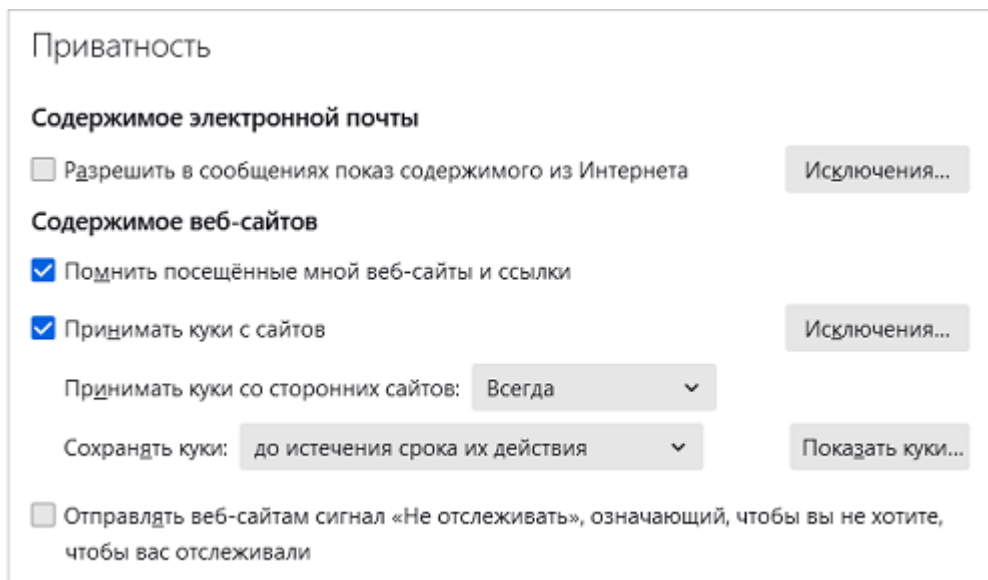 Приватность
Содержимое электронной почты
Разрешить в сообщениях показ содержимого из Интернета Исключения...
Содержимое веб-сайтов
Помнить посещённые мной веб-сайты и ссылки
Принимать куки с сайтов Исключения...
Принимать куки со сторонних сайтов: Всегда
Сохранять куки: до истечения срока их действия Показать куки...
Отправлять веб-сайтам сигнал «Не отслеживать», означающий, чтобы вы не хотите,
чтобы вас отслеживали